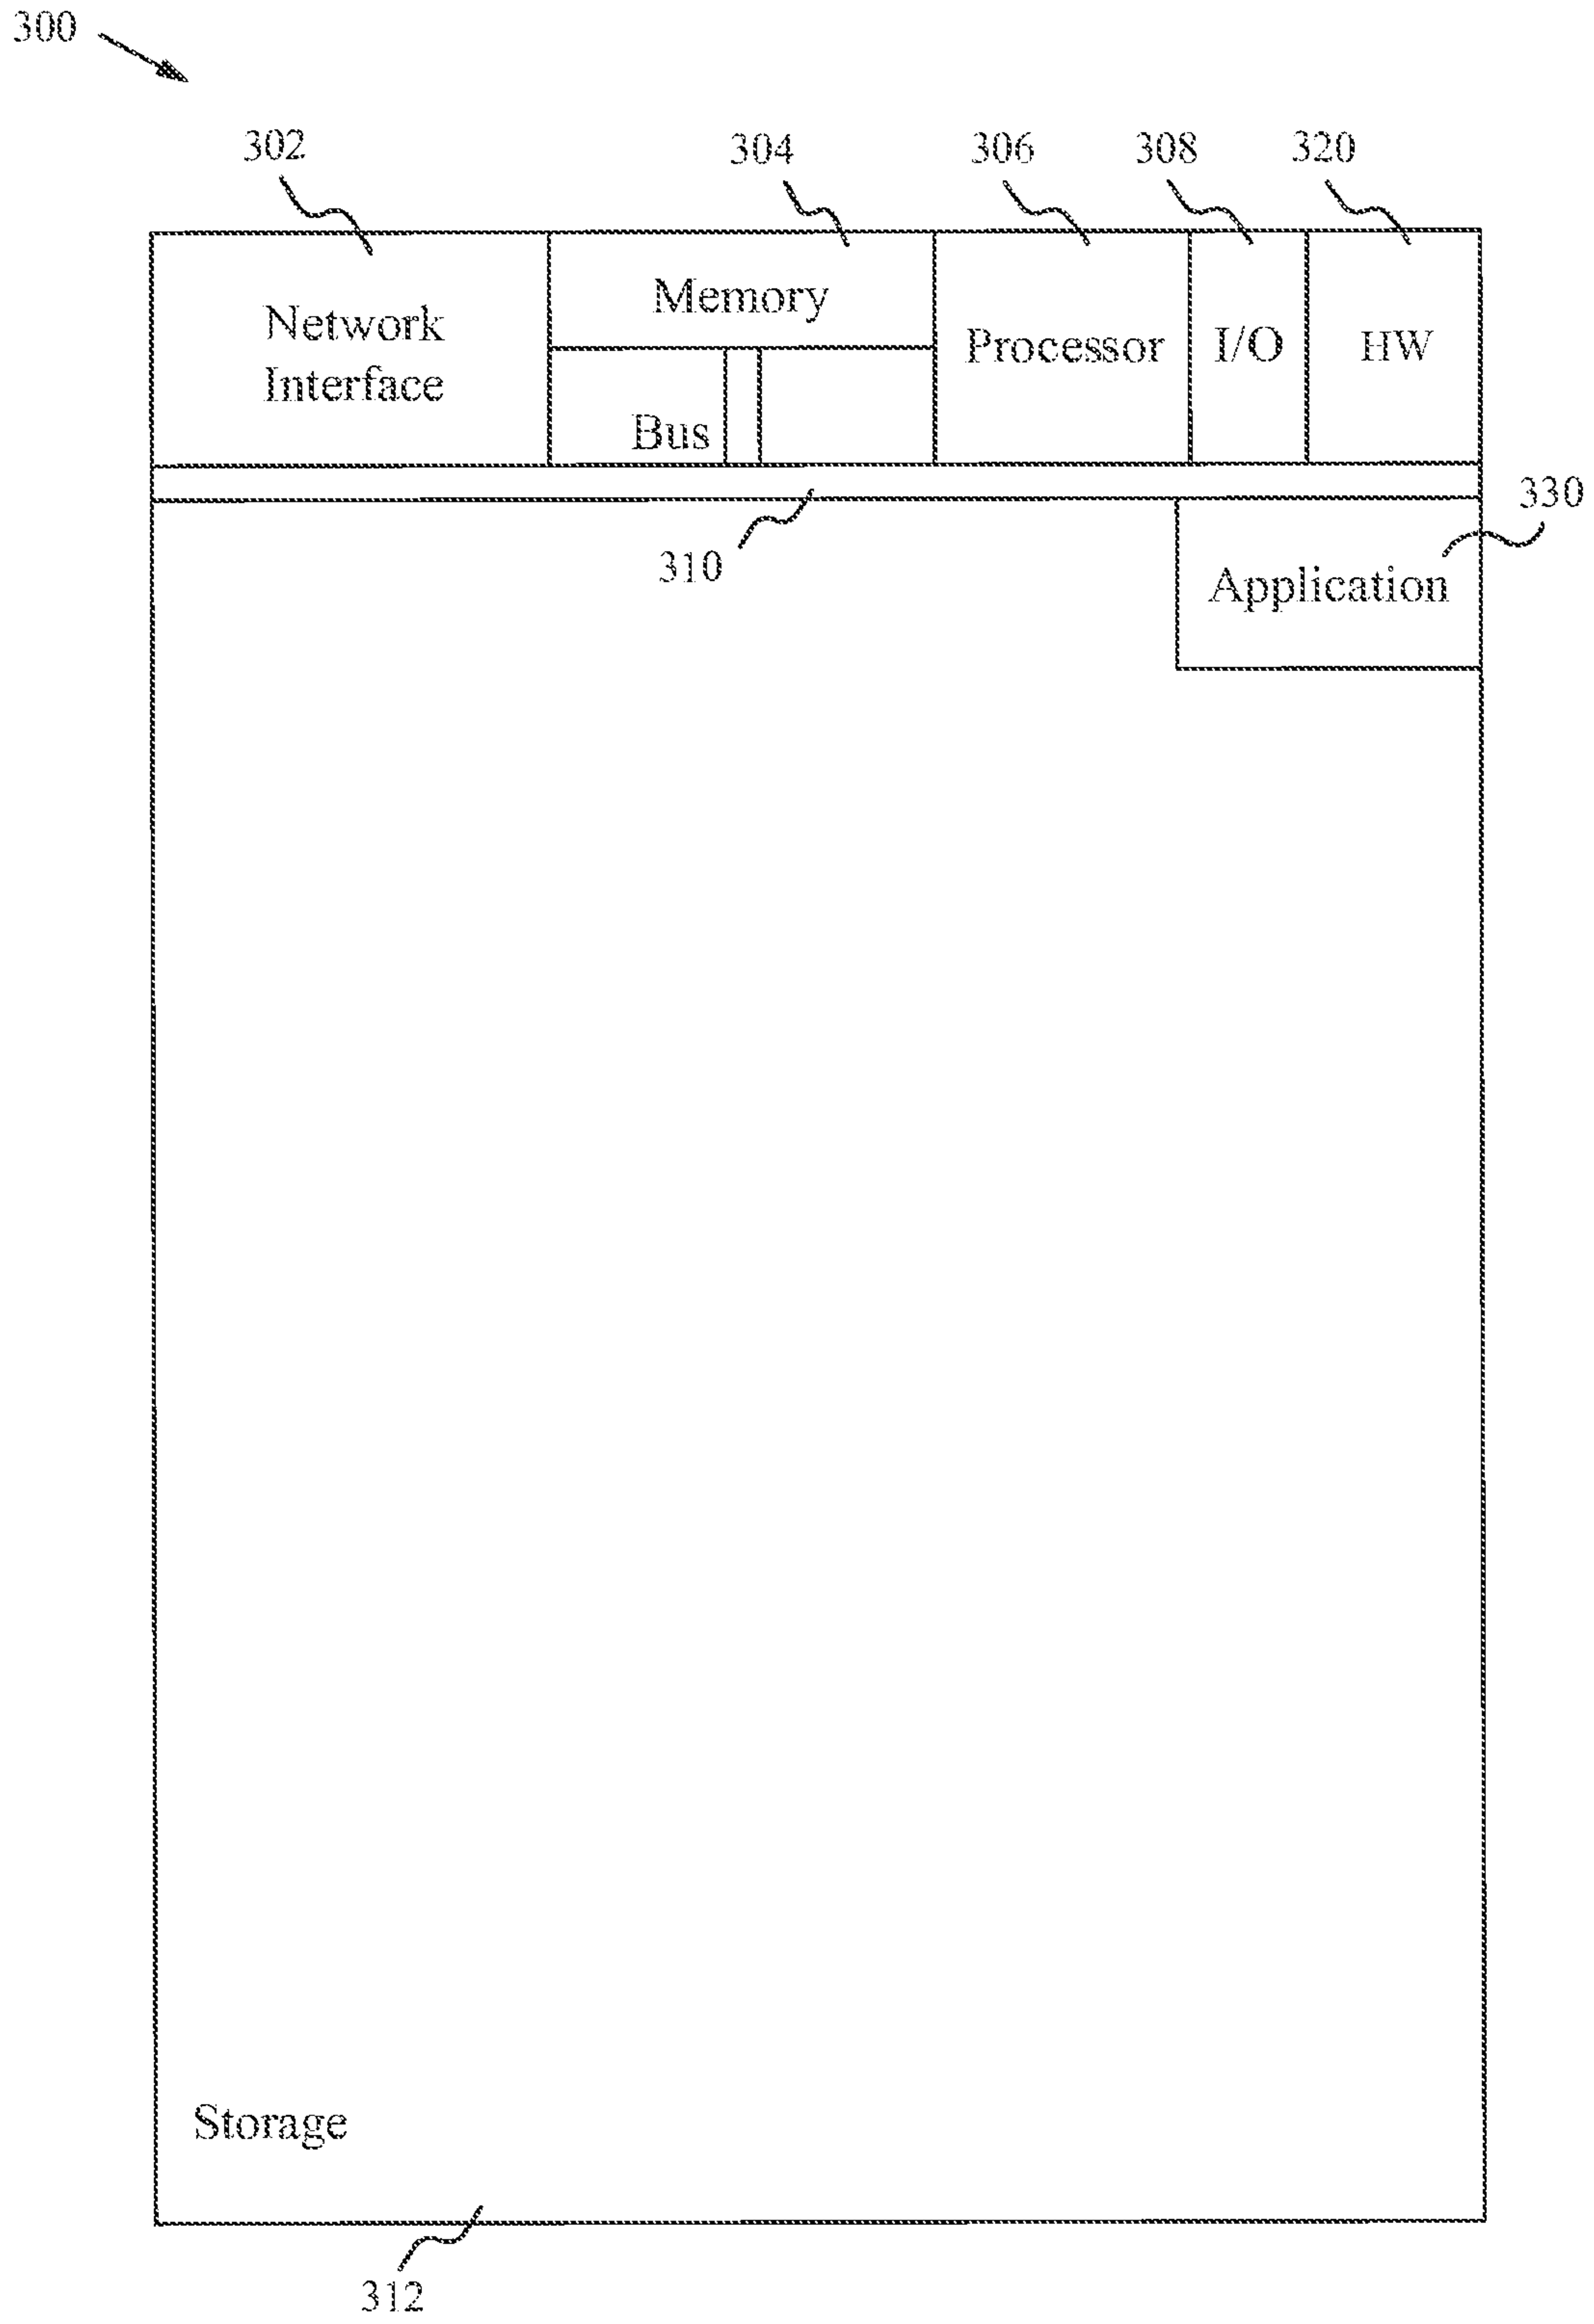 300
302
304
306
308
320
Network
Interface
Memory
Bus
Processor
I/O
HW
310
330
Application
Storage
312